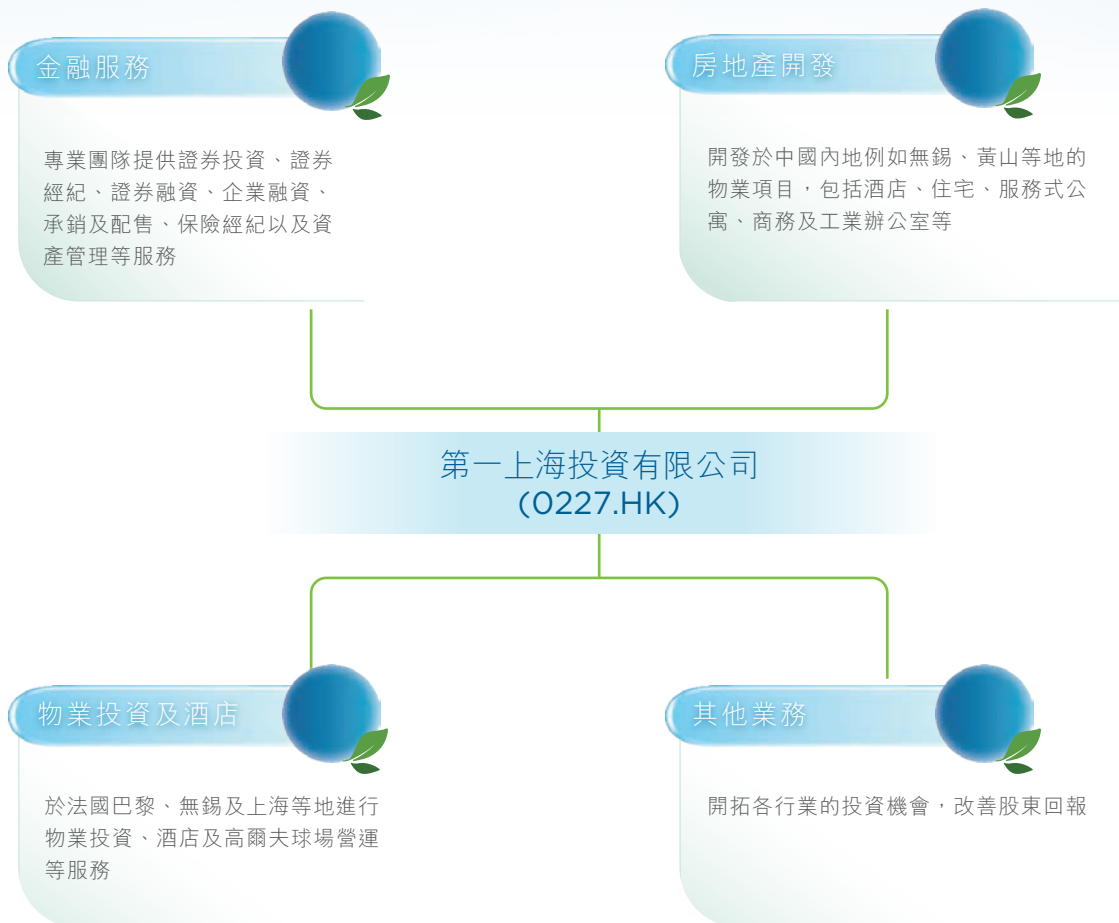 金融服務
專業團隊提供證券投資、證券
經紀、證券融資、企業融資、
承銷及配售、保險經紀以及資
產管理等服務
房地產開發
開發於中國內地例如無錫、黃山等地的
物業項目，包括酒店、住宅、服務式公
寓、商務及工業辦公室等
第一上海投資有限公司
(0227.HK)
物業投資及酒店
於法國巴黎、無錫及上海等地進行
物業投資、酒店及高爾夫球場營運
等服務
其他業務
開拓各行業的投資機會，改善股東回報